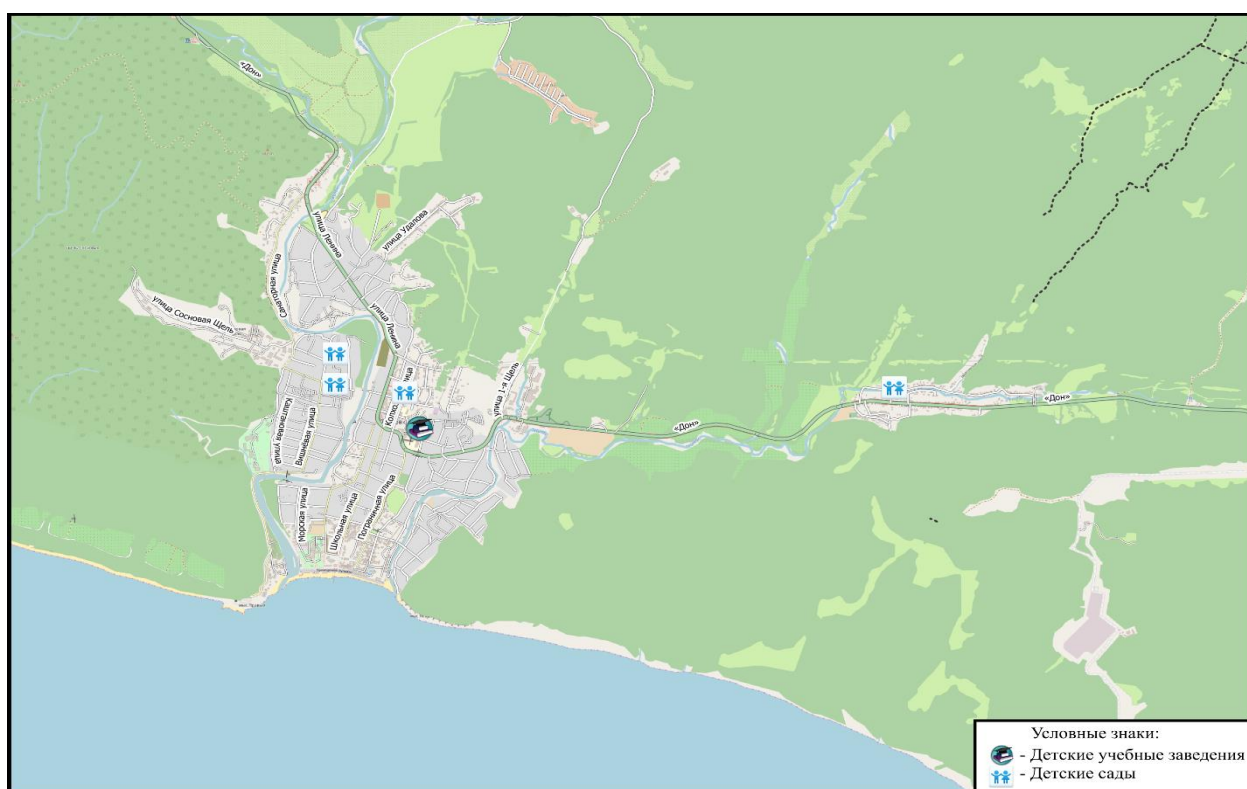 «Дон»
улица Ленина
улица Удалова
Санаторная улица
улица Сосновая Щель
улица Ленина
улица 1-я Щель
Каштановая улица
Вишнёвая улица
«Дон»
«Дон»
Морская улица
Школьная улица
Пограничная улица
Условные знаки:
- Детские учебные заведения
- Детские сады